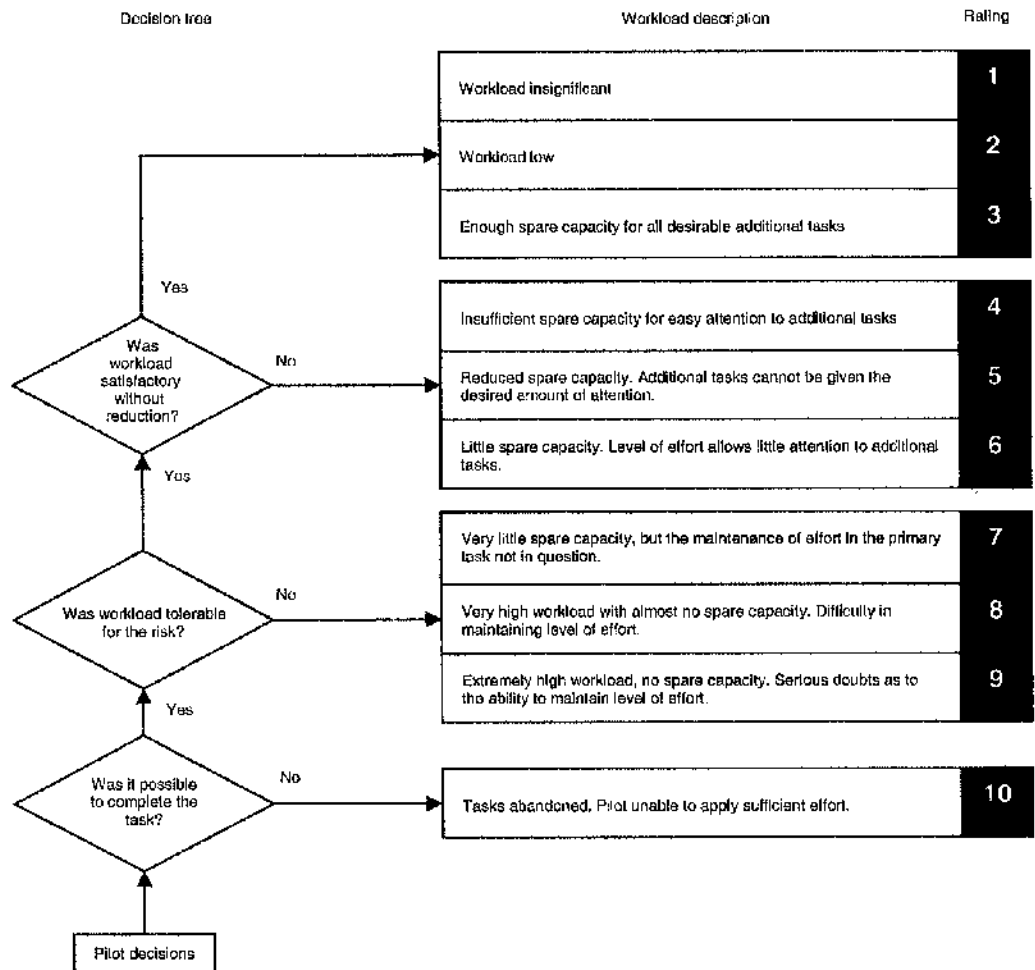 Decision tree
Workload description
Rating
Workload insignificant
1
Workload low
2
Enough spare capacity for all desirable additional tasks
3
Yes
Was
workload
satisfactory
without
reduction?
No
Insufficient spare capacity for easy attention to additional tasks
4
Reduced spare capacity. Additional tasks cannot be given the
desired amount of attention.
5
Little spare capacity. Level of effort allows little attention to additional
tasks.
6
Yes
Was workload tolerable
for the risk?
No
Very little spare capacity, but the maintenance of effort in the primary
task not in question.
7
Very high workload with almost no spare capacity. Difficulty in
maintaining level of effort.
8
Extremely high workload, no spare capacity. Serious doubts as to
the ability to maintain level of effort.
9
Yes
Was it possible
to complete the
task?
No
Tasks abandoned. Pilot unable to apply sufficient effort.
10
Pilot decisions